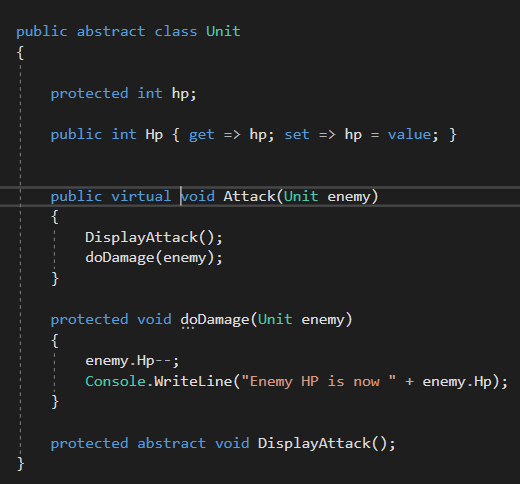 public abstract class Unit
{
protected int hp;
public int Hp { get => hp; set => hp = value; }
public virtual void Attack(Unit enemy)
{
DisplayAttack();
doDamage(enemy);
}
protected void doDamage(Unit enemy)
{
enemy.Hp--;
Console.WriteLine("Enemy HP is now " + enemy.Hp);
}
protected abstract void DisplayAttack();
}